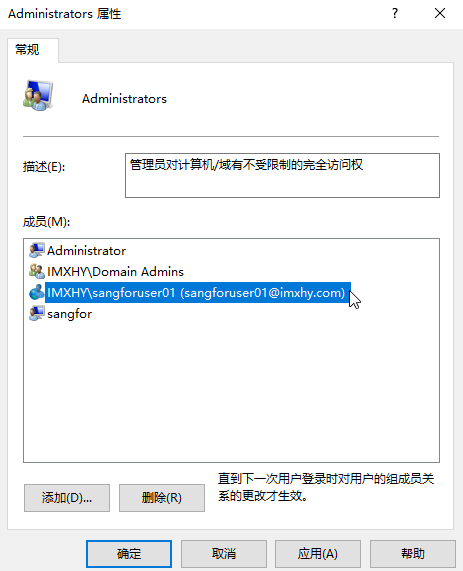 Administrators 属性
常规
Administrators
描述(E):
管理员对计算机/域有不受限制的完全访问权
成员(M):
Administrator
IMXHY\Domain Admins
IMXHY\sangforuser01 (sangforuser01@imxhy.com)
sangfor
添加(D)...
删除(R)
直到下一次用户登录时对用户的组成员关
系的更改才生效。
确定
取消
应用(A)
帮助